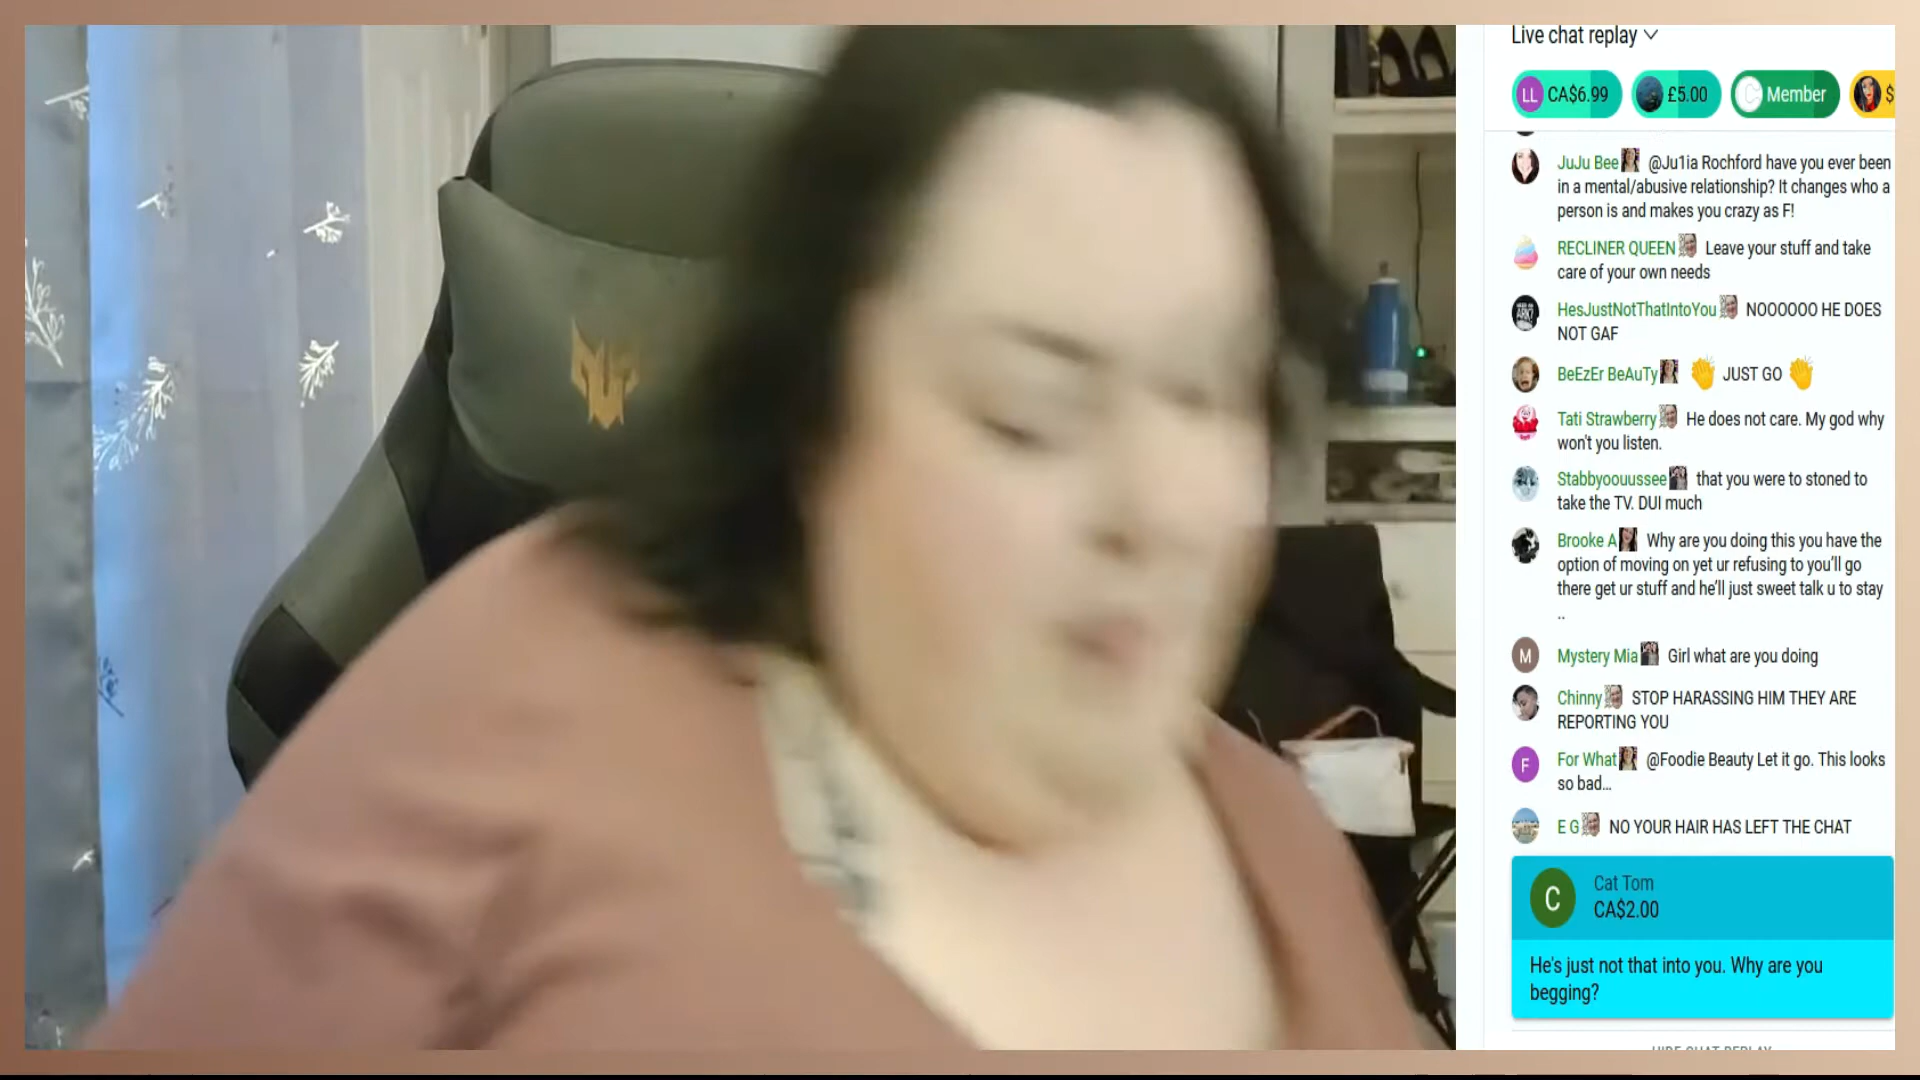 Live chat replay
LL CA$6.99 £5.00 Member $
JuJu Bee @Ju1ia Rochford have you ever been
in a mental/abusive relationship? It changes who a
person is and makes you crazy as F!
RECLINER QUEEN Leave your stuff and take
care of your own needs
HesJustNotThatIntoYou NOOOOOO HE DOES
NOT GAF
BeEzEr BeAuTy 👏 JUST GO 👏
Tati Strawberry He does not care. My god why
won't you listen.
Stabbyoouussee that you were to stoned to
take the TV. DUI much
Brooke A Why are you doing this you have the
option of moving on yet ur refusing to you'll go
there get ur stuff and he'll just sweet talk u to stay
..
M Mystery Mia Girl what are you doing
Chinny STOP HARASSING HIM THEY ARE
REPORTING YOU
F For What @Foodie Beauty Let it go. This looks
so bad...
E G NO YOUR HAIR HAS LEFT THE CHAT
C Cat Tom
CA$2.00
He's just not that into you. Why are you
begging?
HIDE CHAT REPLAY